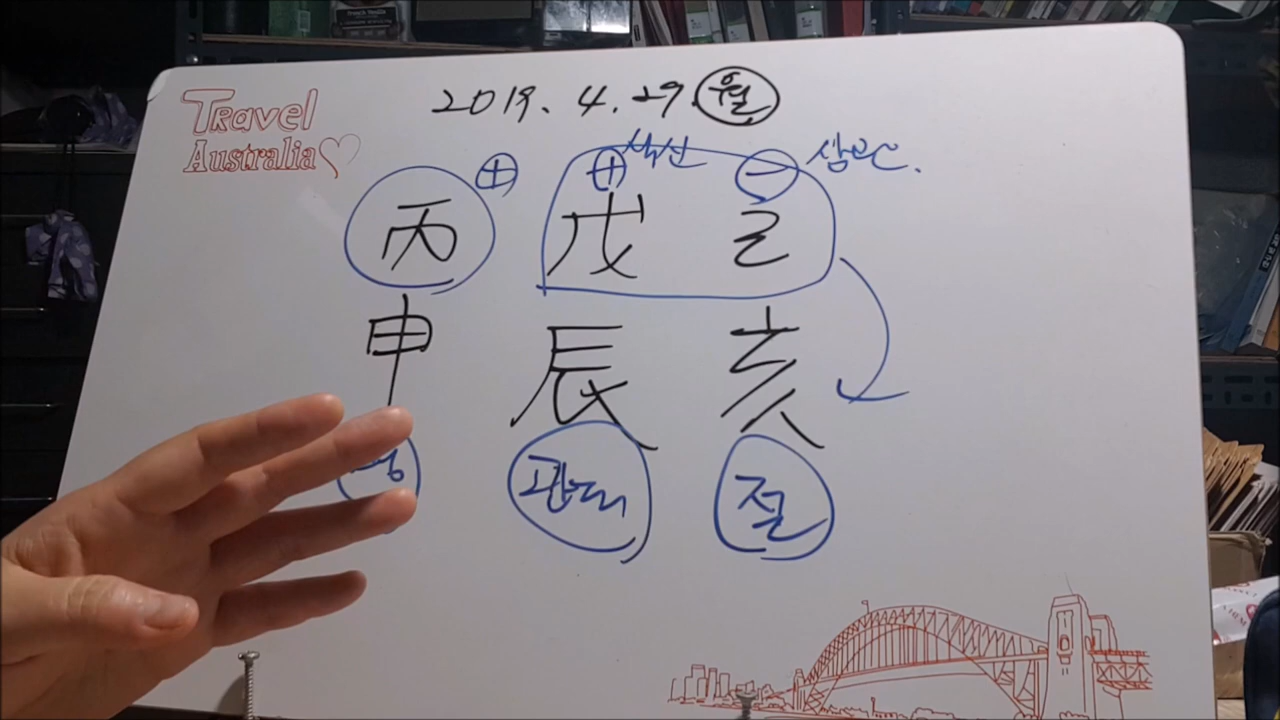 Travel
Australia
2019. 4. 29. 월
식신 상관.
丙 戊 己
申 辰 亥
관대 절